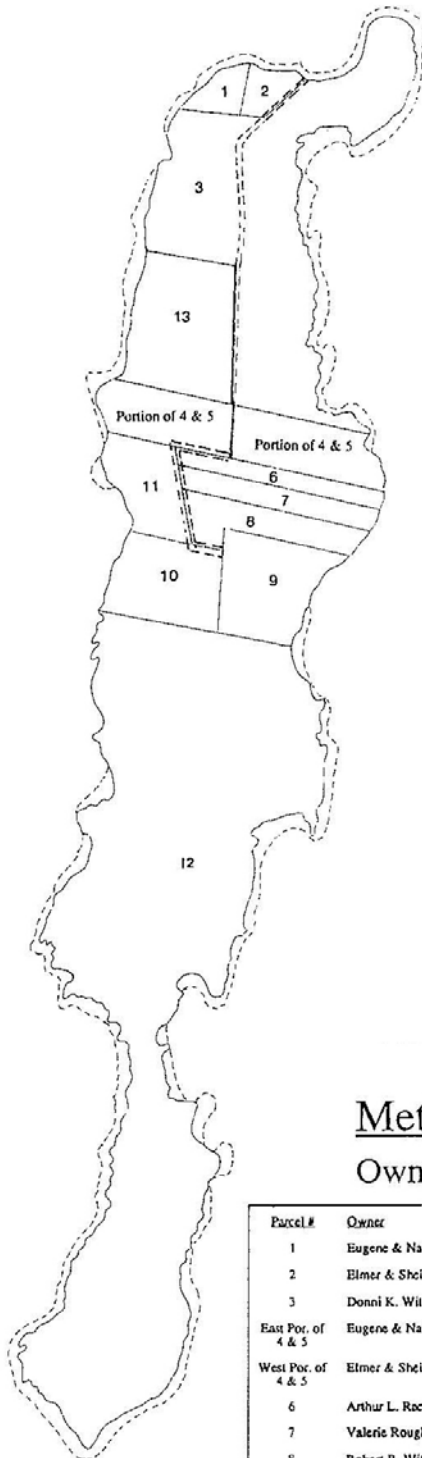 1
2
3
13
Portion of 4 & 5
Portion of 4 & 5
6
7
11
8
10
9
12
Met
Own
Parcel # Owner
1 Eugene & Na
2 Elmer & Shei
3 Donni K. Wit
East Por. of 4 & 5 Eugene & Na
West Por. of 4 & 5 Elmer & Shei
6 Arthur L.
7 Valerie Rough
8 Robert B.